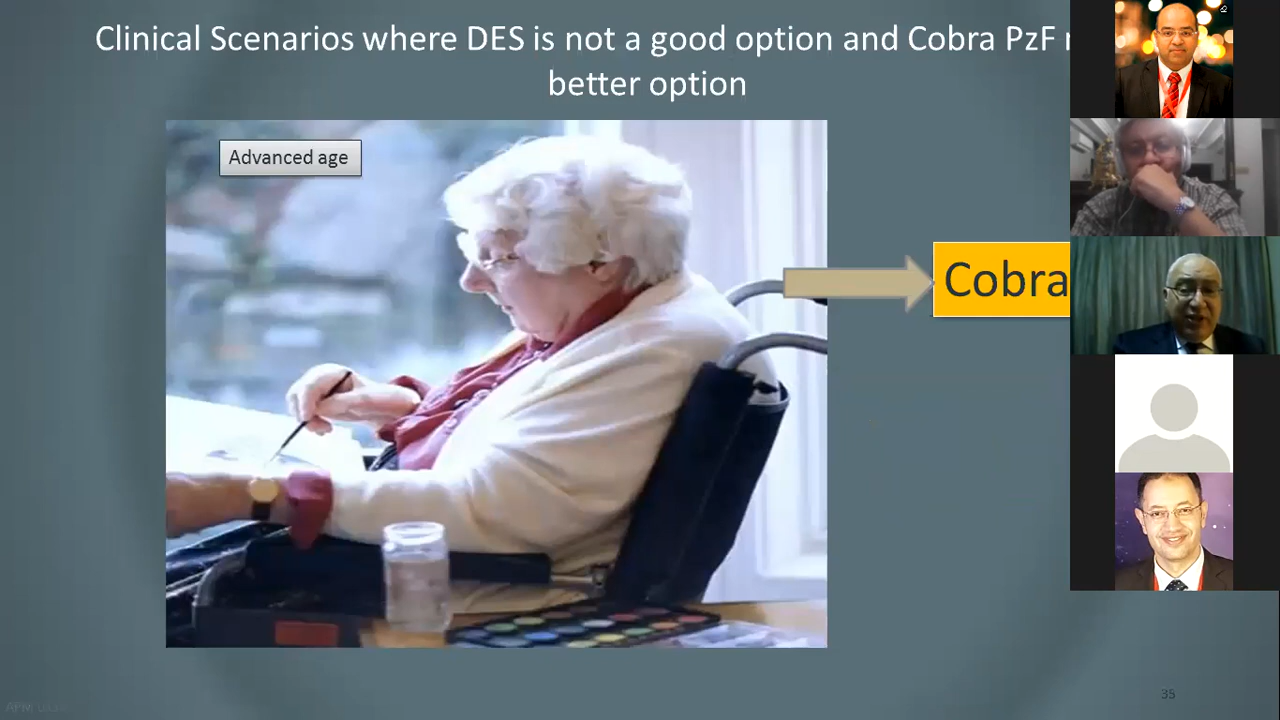 Clinical Scenarios where DES is not a good option and Cobra PzF
better option
Advanced age
Cobra
35